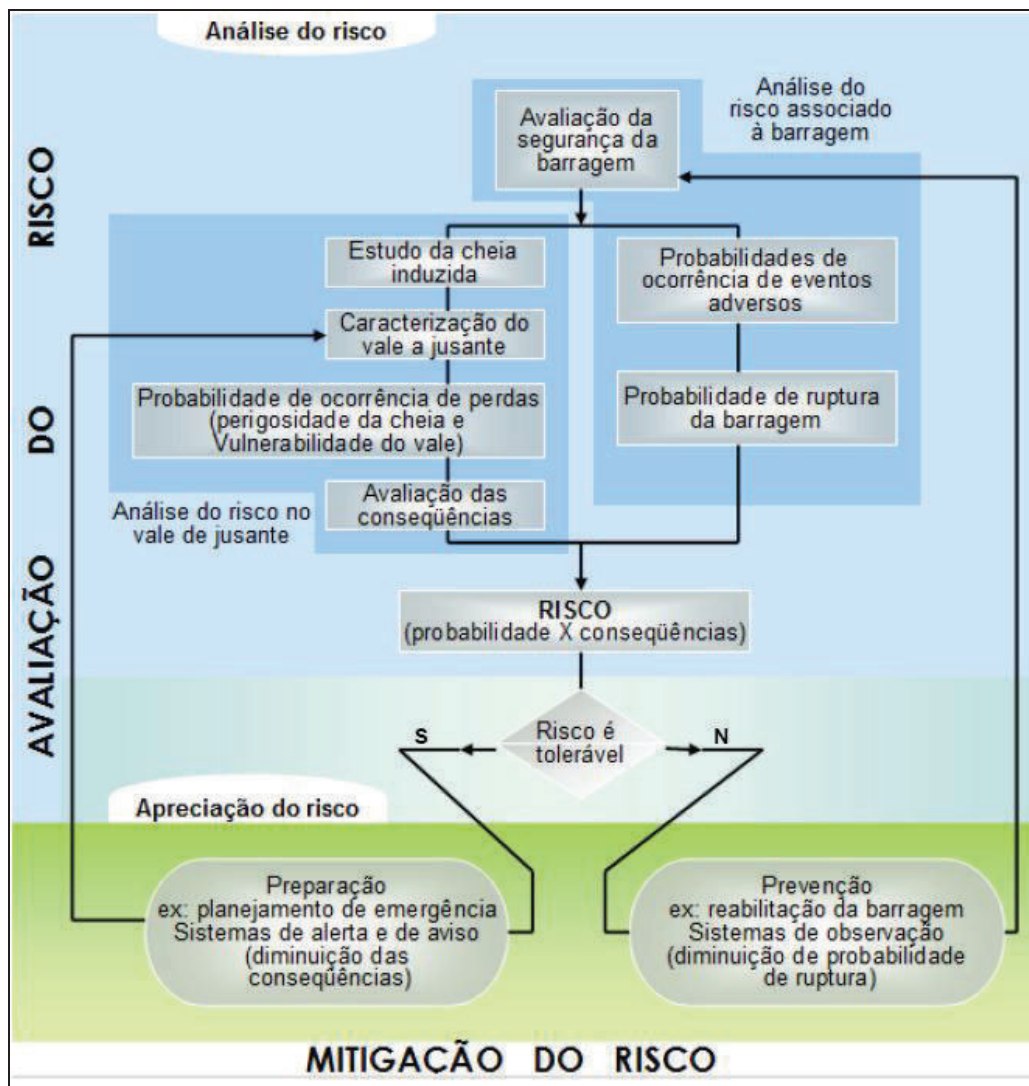 Análise do risco
Análise do
risco associado
à barragem
Avaliação da
segurança da
barragem
Estudo da cheia
induzida
Probabilidades de
ocorrência de eventos
adversos
Caracterização do
vale a jusante
Probabilidade de ocorrência de perdas
(perigosidade da cheia e
Vulnerabilidade do vale)
Probabilidade de ruptura
da barragem
Avaliação das
conseqüências
Análise do risco no
vale de jusante
RISCO
(probabilidade X conseqüências)
Risco é
tolerável
S
N
AVALIAÇÃO DO RISCO
Apreciação do risco
Preparação
ex: planejamento de emergência
Sistemas de alerta e de aviso
(diminuição das
conseqüências)
Prevenção
ex: reabilitação da barragem
Sistemas de observação
(diminuição de probabilidade
de ruptura)
MITIGAÇÃO DO RISCO